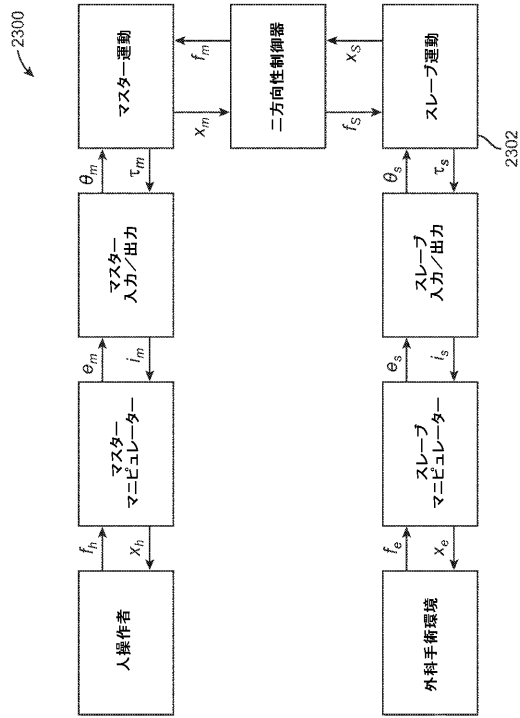 2300
人操作者
f_h
x_h
マスター
マニピュレーター
e_m
i_m
マスター
入力/出力
θ_m
τ_m
マスター運動
x_m
f_m
二方向性制御器
f_s
x_s
スレーブ運動
2302
θ_s
τ_s
スレーブ
入力/出力
e_s
i_s
スレーブ
マニピュレーター
f_e
x_e
外科手術環境